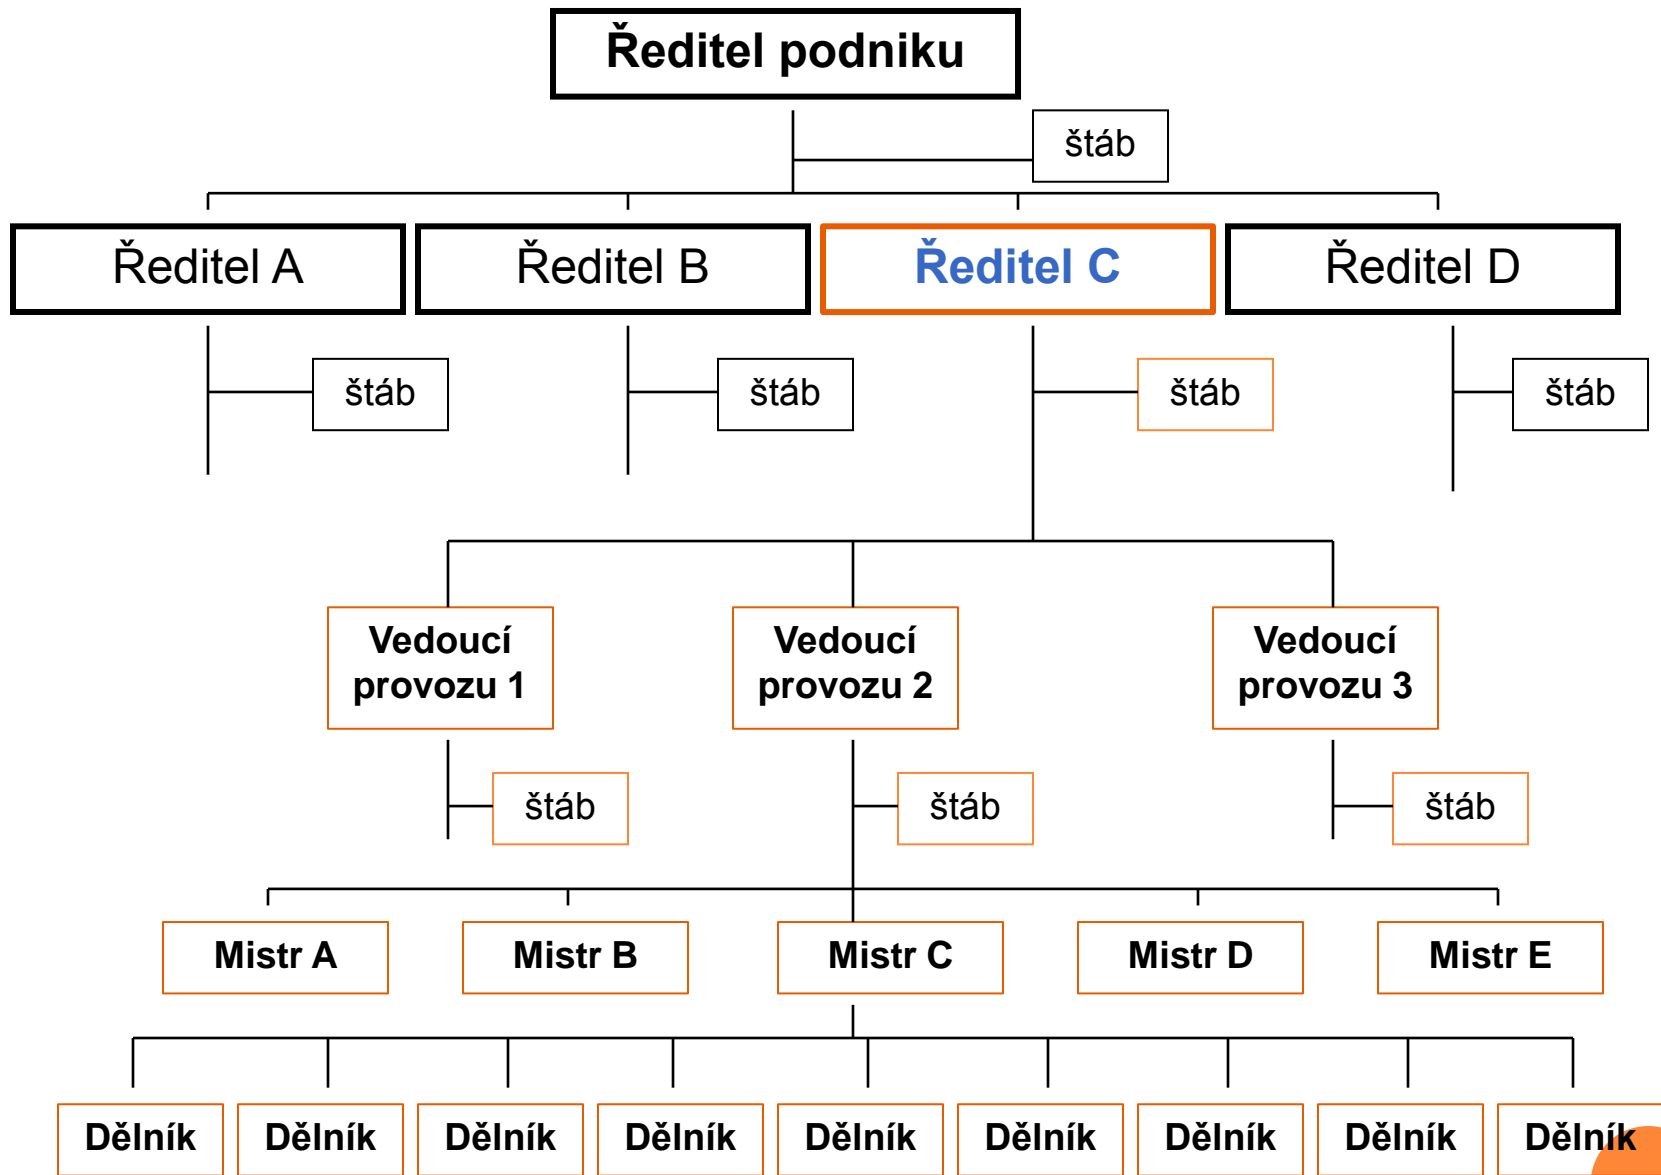 Ředitel podniku
štáb
Ředitel A
Ředitel B
Ředitel C
Ředitel D
štáb
štáb
štáb
štáb
Vedoucí
provozu 1
Vedoucí
provozu 2
Vedoucí
provozu 3
štáb
štáb
štáb
Mistr A
Mistr B
Mistr C
Mistr D
Mistr E
Dělník
Dělník
Dělník
Dělník
Dělník
Dělník
Dělník
Dělník
Dělník